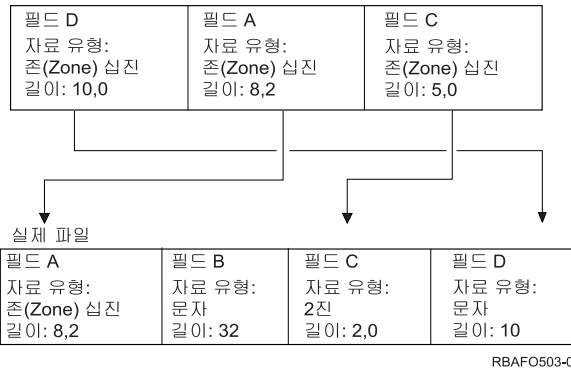 필드 D
자료 유형:
존(Zone) 십진
길이: 10,0
필드 A
자료 유형:
존(Zone) 십진
길이: 8,2
필드 C
자료 유형:
존(Zone) 십진
길이: 5,0
실제 파일
필드 A
자료 유형:
존(Zone) 십진
길이: 8,2
필드 B
자료 유형:
문자
길이: 32
필드 C
자료 유형:
2진
길이: 2,0
필드 D
자료 유형:
문자
길이: 10